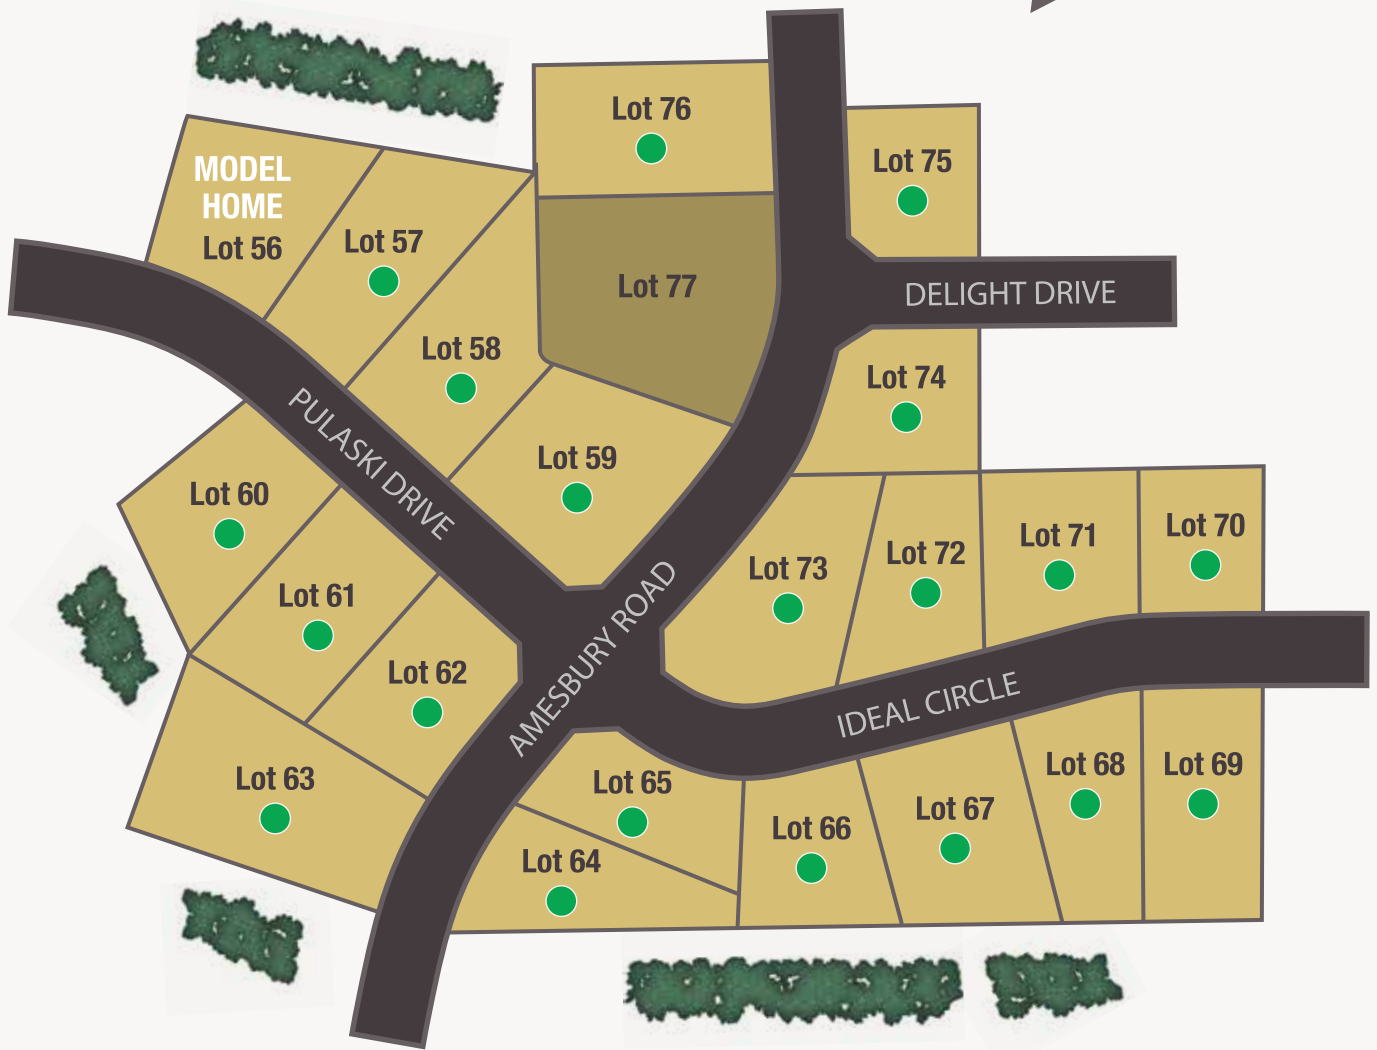 Lot 76
Lot 75
MODEL
HOME
Lot 56
Lot 57
Lot 77
DELIGHT DRIVE
Lot 58
Lot 74
PULASKI DRIVE
Lot 59
Lot 60
Lot 70
Lot 71
Lot 72
Lot 73
Lot 61
AMESBURY ROAD
Lot 62
IDEAL CIRCLE
Lot 63
Lot 65
Lot 68
Lot 69
Lot 67
Lot 66
Lot 64